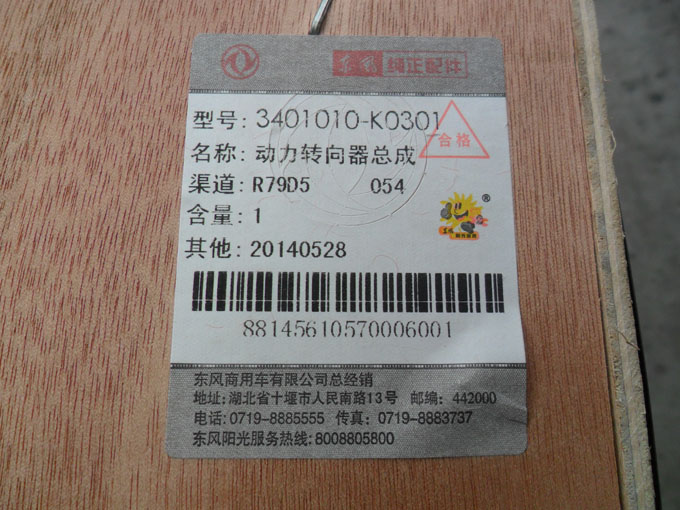 东风 纯正配件
型号: 3401010-K0301
合格
名称: 动力转向器总成
渠道: R79D5 054
®
含量: 1
其他: 20140528
88145610570006001
东风商用车有限公司总经销
地址:湖北省十堰市人民南路13号 邮编: 442000
电话: 0719-8885555 传真: 0719-8883737
东风阳光服务热线: 8008805800